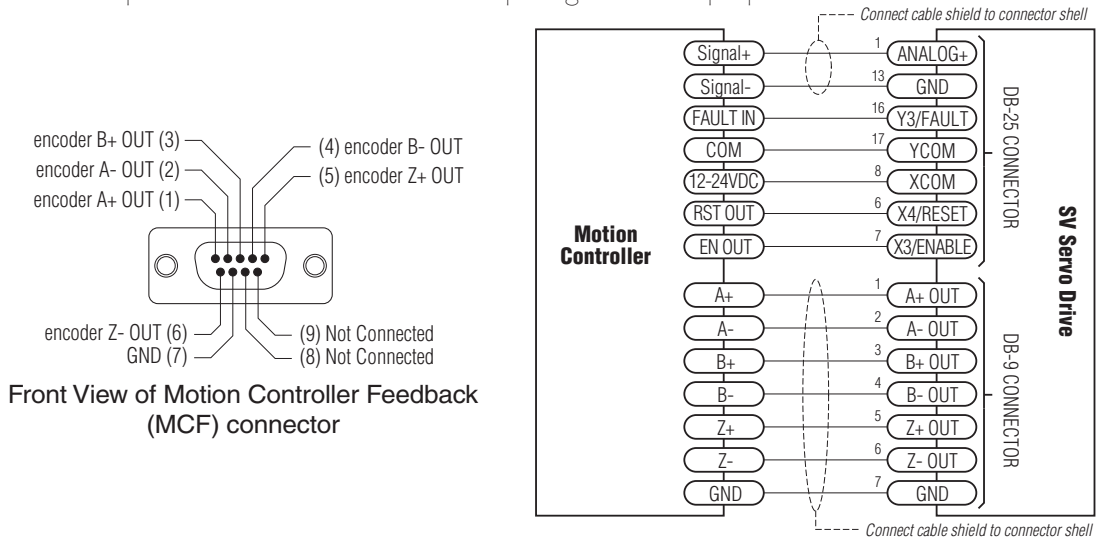 encoder B+ OUT (3)
encoder A- OUT (2)
encoder A+ OUT (1)
(4) encoder B- OUT
(5) encoder Z+ OUT
encoder Z- OUT (6)
GND (7)
(9) Not Connected
(8) Not Connected
Front View of Motion Controller Feedback
(MCF) connector
Connect cable shield to connector shell
Motion
Controller
Signal+ 1 ANALOG+
Signal- 13 GND
FAULT IN 16 Y3/FAULT
COM 17 YCOM
12-24VDC 8 XCOM
RST OUT 6 X4/RESET
EN OUT 7 X3/ENABLE
DB-25 CONNECTOR
A+ 1 A+ OUT
A- 2 A- OUT
B+ 3 B+ OUT
B- 4 B- OUT
Z+ 5 Z+ OUT
Z- 6 Z- OUT
GND 7 GND
DB-9 CONNECTOR
SV Servo Drive
Connect cable shield to connector shell